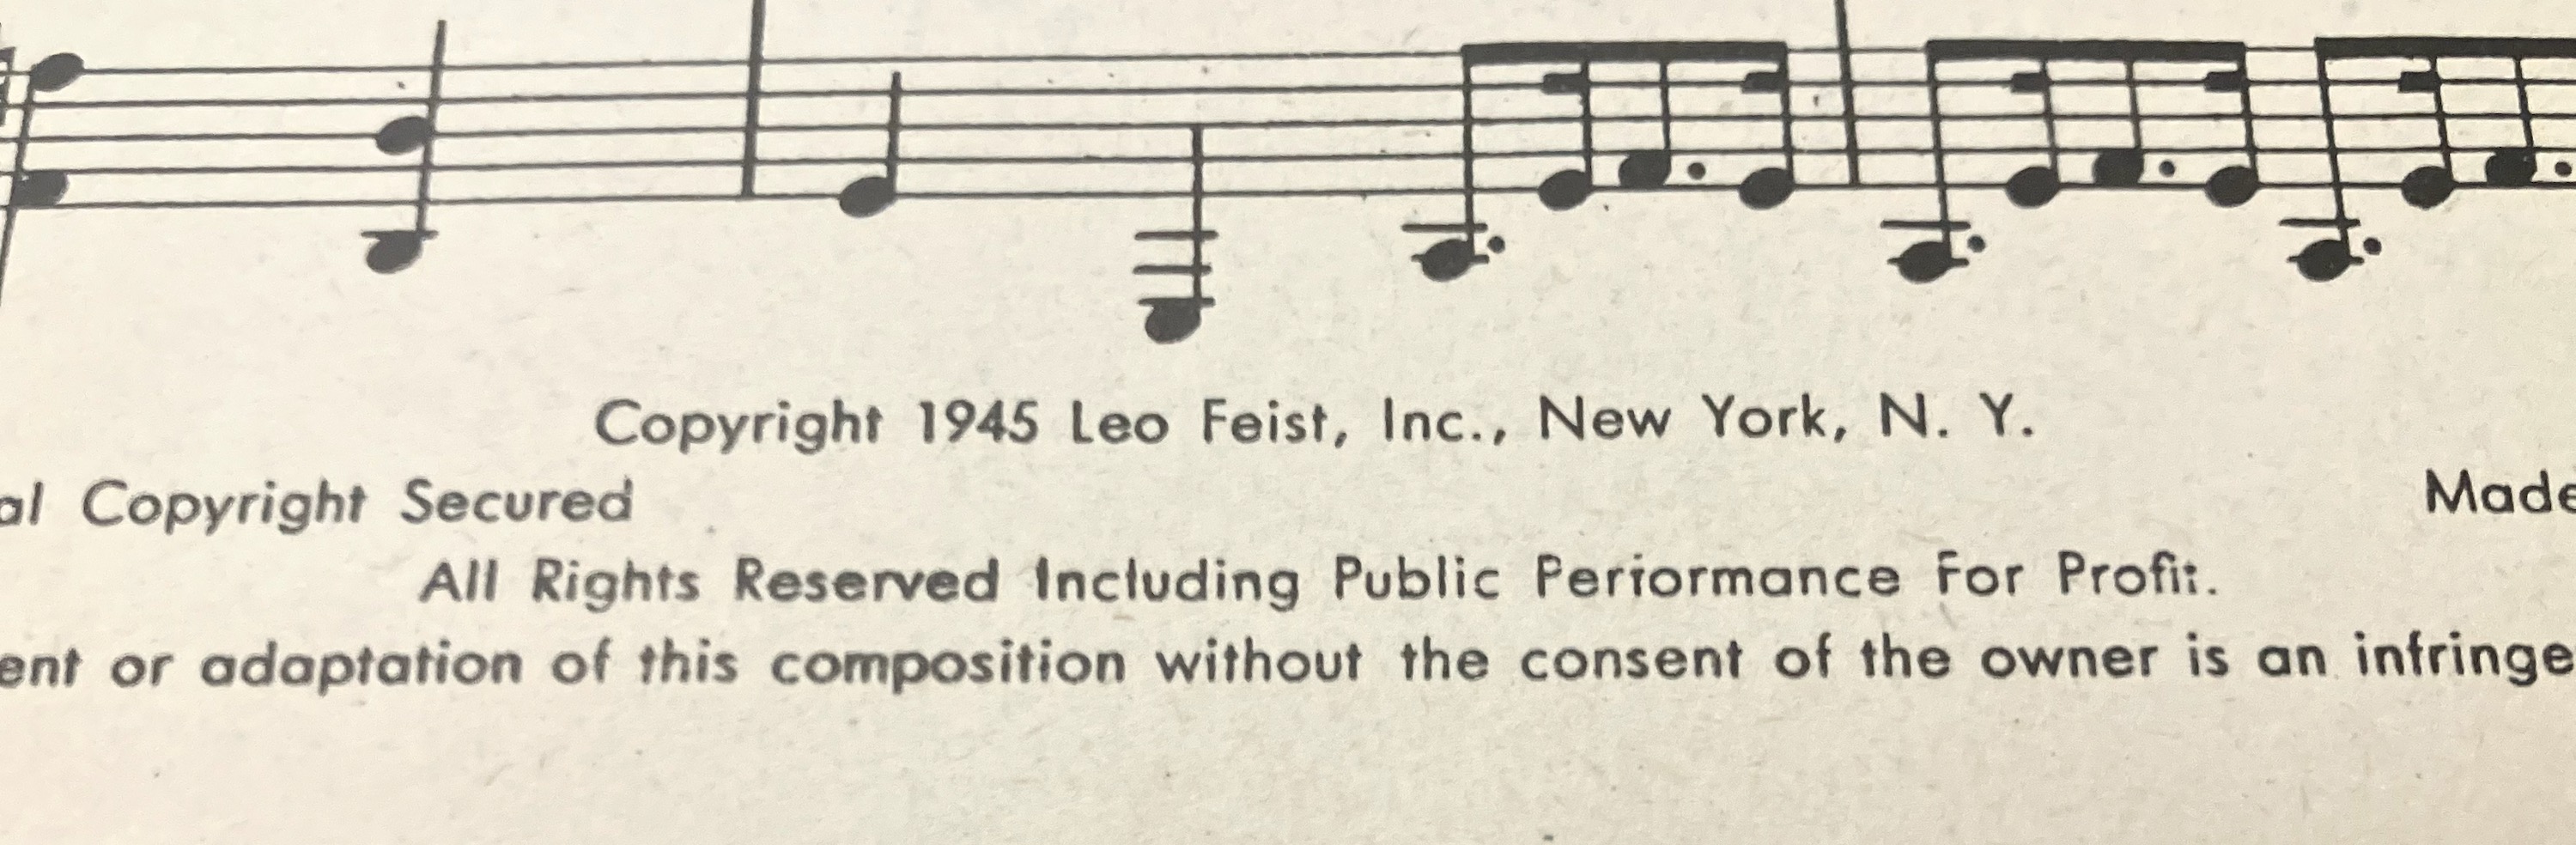 Copyright 1945 Leo Feist, Inc., New York, N. Y.
al Copyright Secured Made
All Rights Reserved Including Public Performance For Profit.
ent or adaptation of this composition without the consent of the owner is an infringe